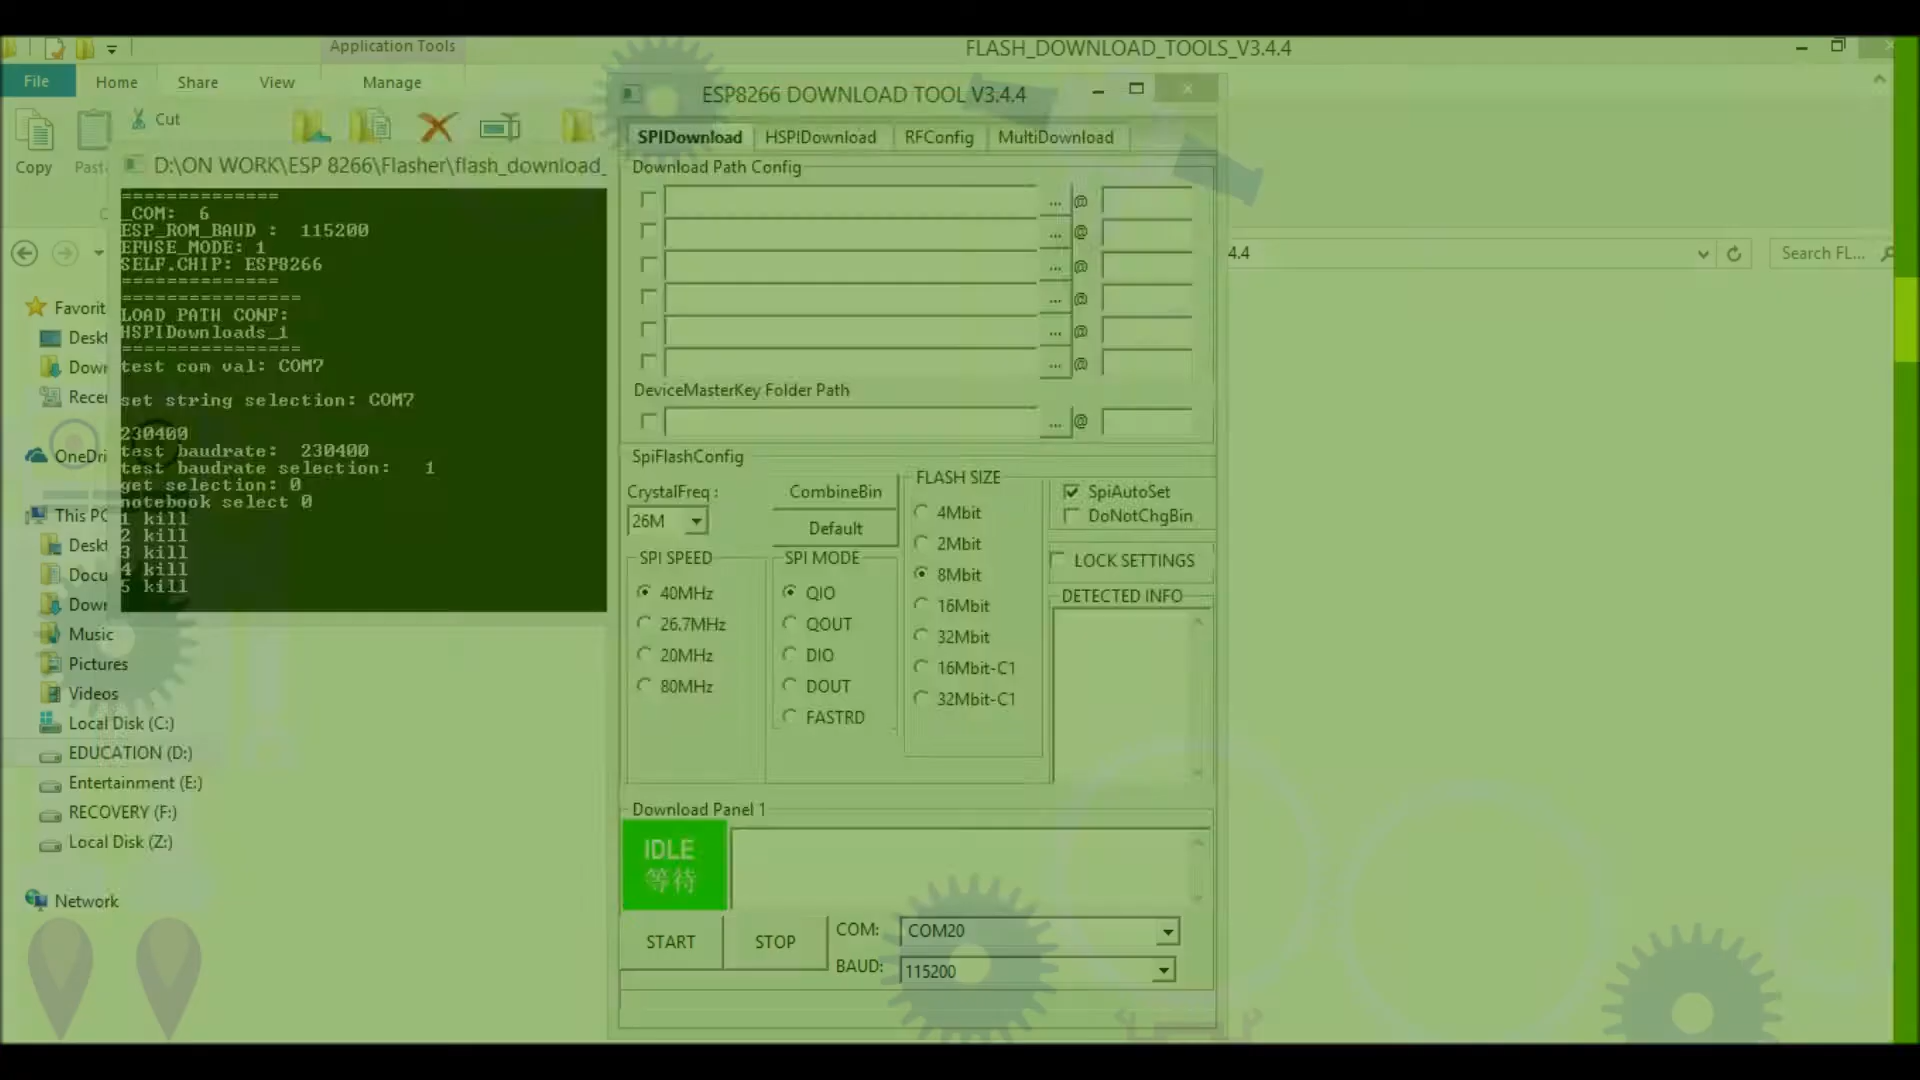 Application Tools
FLASH_DOWNLOAD_TOOLS_V3.4.4
File
Home
Share
View
Manage
Cut
Copy
D:\ON WORK\ESP 8266\Flasher\flash_download_
==============
_COM:  6
ESP_ROM_BAUD :  115200
EFUSE_MODE: 1
SELF.CHIP: ESP8266
==============
================
LOAD PATH CONF:
HSPIDownloads_1
================
test com val: COM7
set string selection: COM7
230400
test baudrate:  230400
test baudrate selection:   1
get selection: 0
notebook select 0
1 kill
2 kill
3 kill
4 kill
5 kill
4.4
Search FL...
Favorit
Deskt
Down
Recer
OneDri
This PC
Deskt
Docu
Down
Music
Pictures
Videos
Local Disk (C:)
EDUCATION (D:)
Entertainment (E:)
RECOVERY (F:)
Local Disk (Z:)
Network
ESP8266 DOWNLOAD TOOL V3.4.4
SPIDownload
HSPIDownload
RFConfig
MultiDownload
Download Path Config
... @
... @
... @
... @
... @
... @
DeviceMasterKey Folder Path
... @
SpiFlashConfig
CrystalFreq :
26M
CombineBin
Default
SPI SPEED
40MHz
26.7MHz
20MHz
80MHz
SPI MODE
QIO
QOUT
DIO
DOUT
FASTRD
FLASH SIZE
4Mbit
2Mbit
8Mbit
16Mbit
32Mbit
16Mbit-C1
32Mbit-C1
SpiAutoSet
DoNotChgBin
LOCK SETTINGS
DETECTED INFO
Download Panel 1
IDLE
等待
START
STOP
COM:
COM20
BAUD:
115200